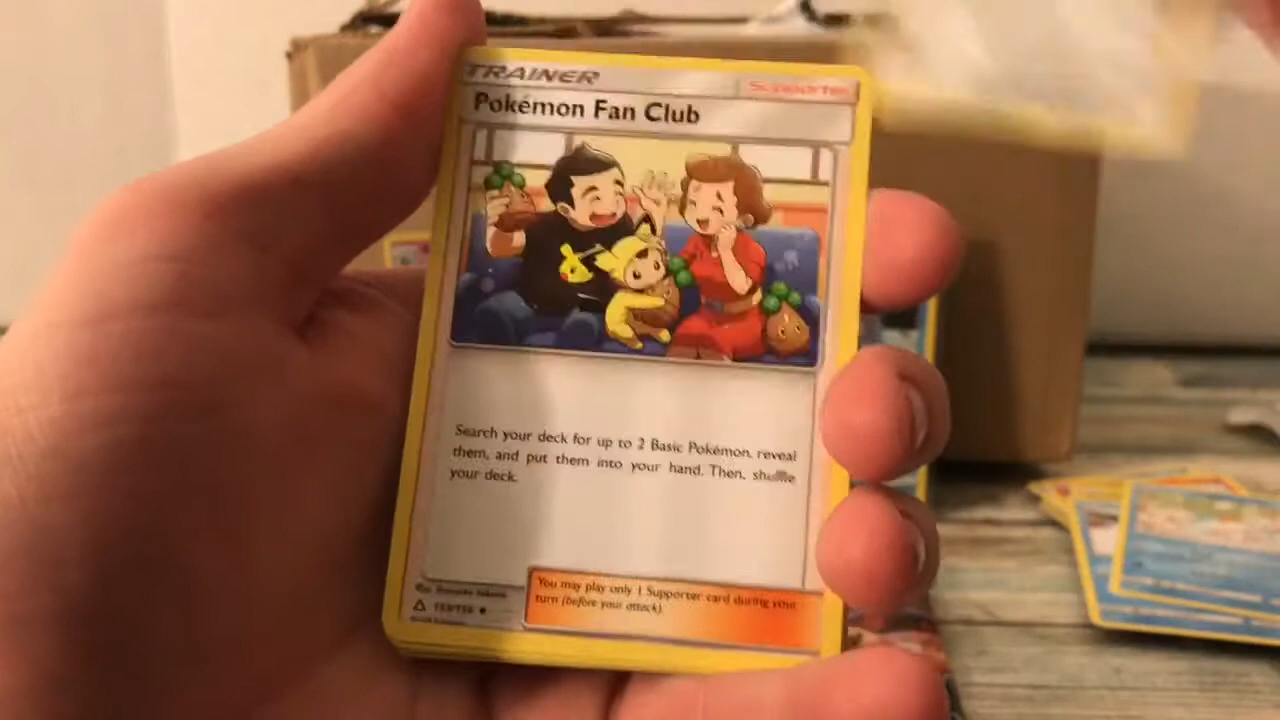 TRAINER
Supporter
Pokémon Fan Club
Search your deck for up to 2 Basic Pokémon, reveal
them, and put them into your hand. Then, shuffle
your deck.
You may play only 1 Supporter card during your
turn (before your attack).